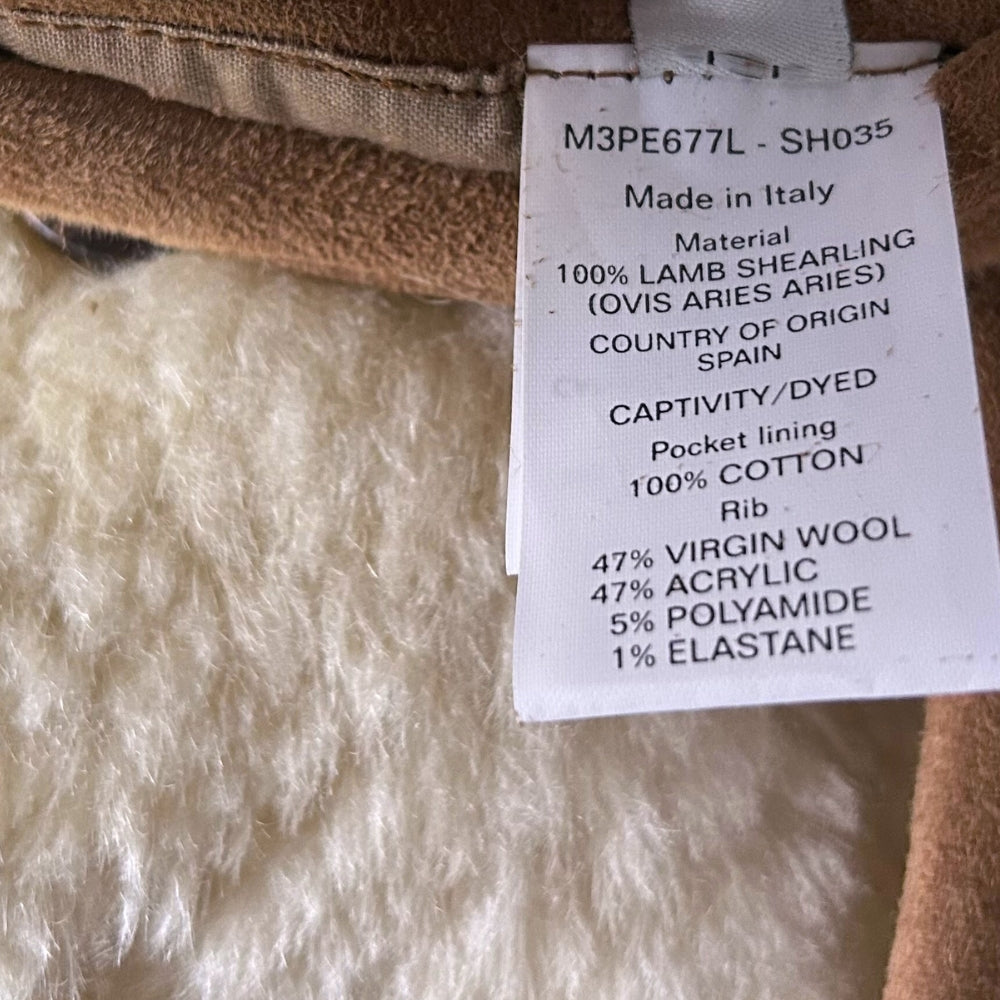 M3PE677L - SH035
Made in Italy
Material
100% LAMB SHEARLING
(OVIS ARIES ARIES)
COUNTRY OF ORIGIN
SPAIN
CAPTIVITY/DYED
Pocket lining
100% COTTON
Rib
47% VIRGIN WOOL
47% ACRYLIC
5% POLYAMIDE
1% ELASTANE